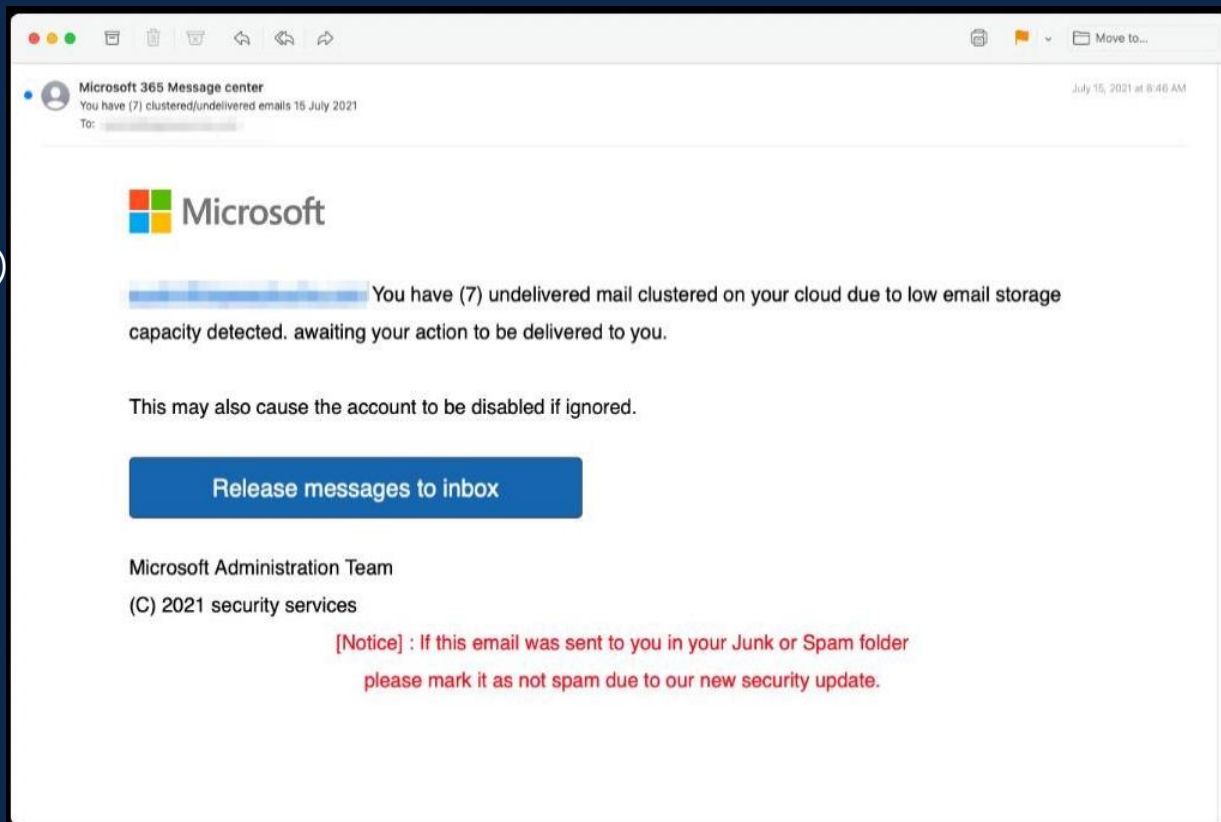 Move to...
Microsoft 365 Message center
July 15, 2021 at 8:46 AM
You have (7) clustered/undelivered emails 15 July 2021
To:
Microsoft
You have (7) undelivered mail clustered on your cloud due to low email storage
capacity detected. awaiting your action to be delivered to you.
This may also cause the account to be disabled if ignored.
Release messages to inbox
Microsoft Administration Team
(C) 2021 security services
[Notice] : If this email was sent to you in your Junk or Spam folder
please mark it as not spam due to our new security update.